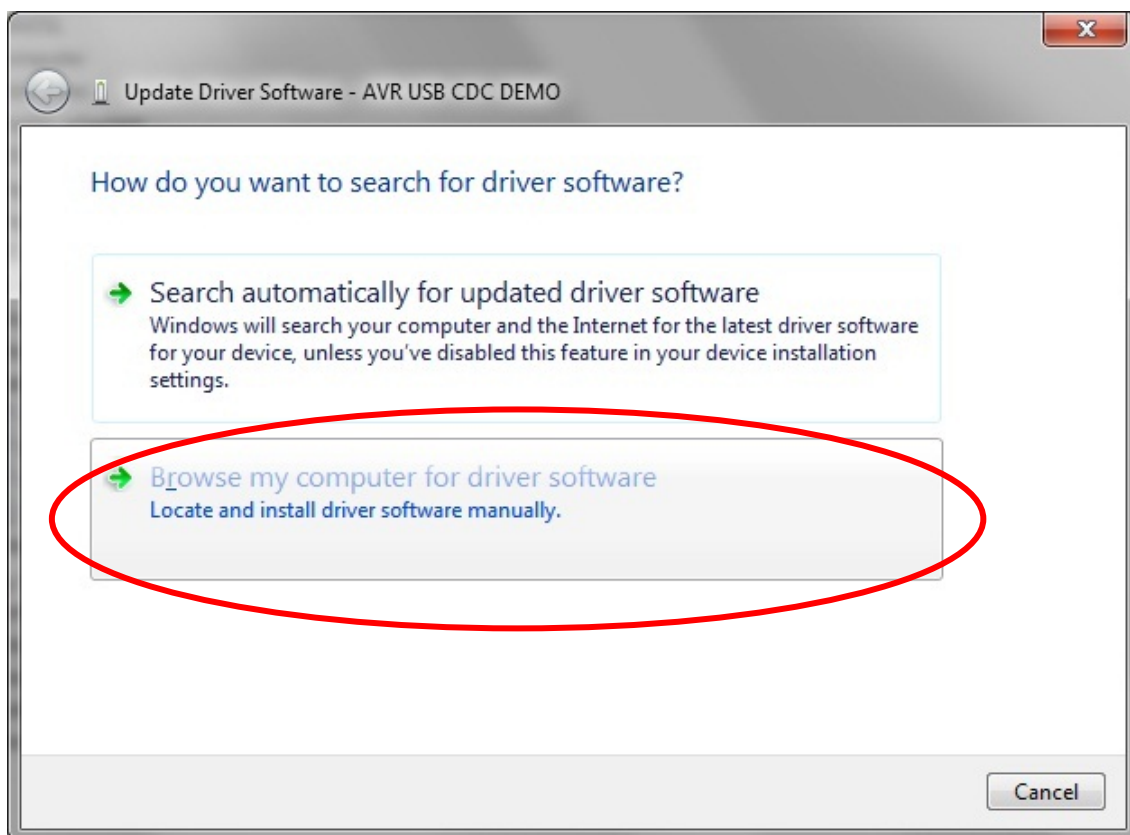 Update Driver Software - AVR USB CDC DEMO
How do you want to search for driver software?
Search automatically for updated driver software
Windows will search your computer and the Internet for the latest driver software
for your device, unless you've disabled this feature in your device installation
settings.
Browse my computer for driver software
Locate and install driver software manually.
Cancel